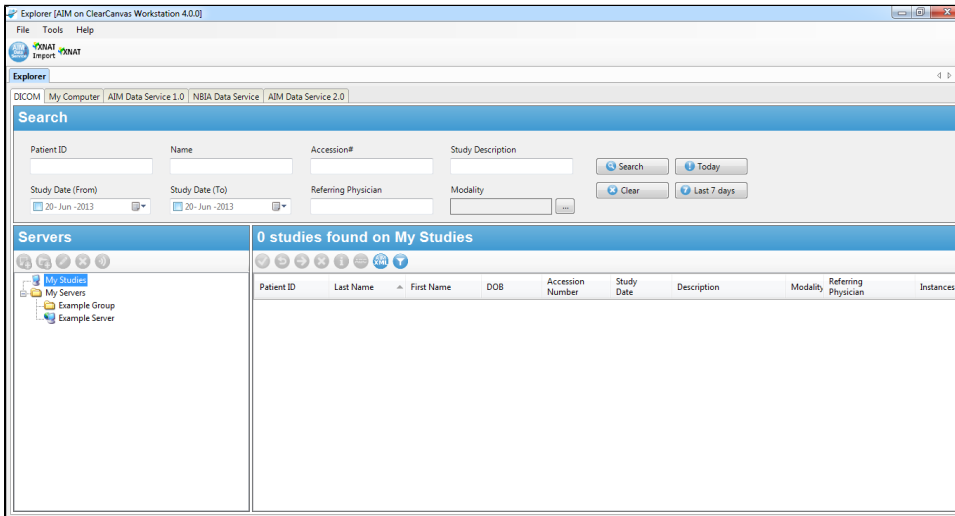 Explorer [AIM on ClearCanvas Workstation 4.0.0]
File Tools Help
AIM Data Service XNAT Import XNAT
Explorer
DICOM My Computer AIM Data Service 1.0 NBIA Data Service AIM Data Service 2.0
Search
Patient ID Name Accession# Study Description
Search Today
Study Date (From) Study Date (To) Referring Physician Modality
Clear Last 7 days
20-Jun-2013 20-Jun-2013 ...
Servers 0 studies found on My Studies
XML
My Studies
My Servers
Example Group
Example Server
Patient ID Last Name First Name DOB Accession Number Study Date Description Modality Referring Physician Instances